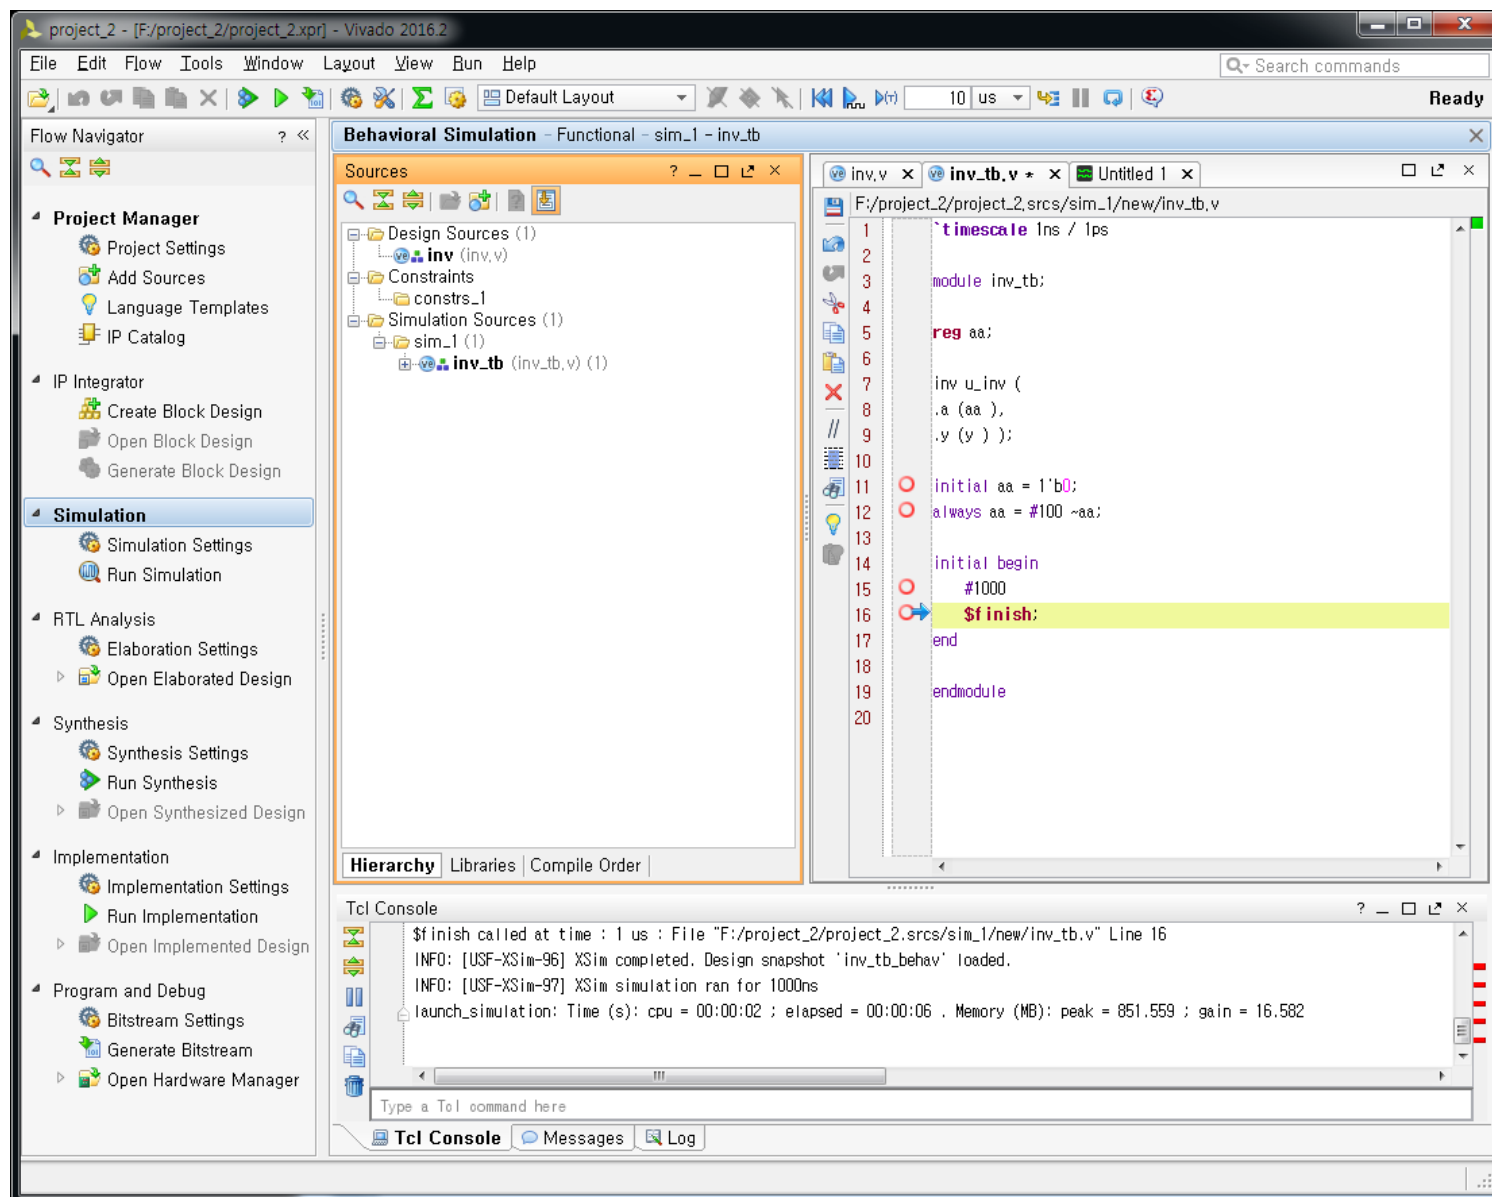 project_2 - [F:/project_2/project_2.xpr] - Vivado 2016.2
File Edit Flow Tools Window Layout View Run Help
Search commands
Default Layout
10 us
Ready
Flow Navigator
Project Manager
Project Settings
Add Sources
Language Templates
IP Catalog
IP Integrator
Create Block Design
Open Block Design
Generate Block Design
Simulation
Simulation Settings
Run Simulation
RTL Analysis
Elaboration Settings
Open Elaborated Design
Synthesis
Synthesis Settings
Run Synthesis
Open Synthesized Design
Implementation
Implementation Settings
Run Implementation
Open Implemented Design
Program and Debug
Bitstream Settings
Generate Bitstream
Open Hardware Manager
Behavioral Simulation - Functional - sim_1 - inv_tb
Sources
Design Sources (1)
inv (inv.v)
Constraints
constrs_1
Simulation Sources (1)
sim_1 (1)
inv_tb (inv_tb.v) (1)
Hierarchy Libraries Compile Order
inv.v inv_tb.v * Untitled 1
F:/project_2/project_2.srcs/sim_1/new/inv_tb.v
1 `timescale 1ns / 1ps
2
3 module inv_tb;
4
5 reg aa;
6
7 inv u_inv (
8 .a (aa ),
9 .y (y ) );
10
11 initial aa = 1'b0;
12 always aa = #100 ~aa;
13
14 initial begin
15 #1000
16 $finish;
17 end
18
19 endmodule
20
Tcl Console
$finish called at time : 1 us : File "F:/project_2/project_2.srcs/sim_1/new/inv_tb.v" Line 16
INFO: [USF-XSim-96] XSim completed. Design snapshot 'inv_tb_behav' loaded.
INFO: [USF-XSim-97] XSim simulation ran for 1000ns
launch_simulation: Time (s): cpu = 00:00:02 ; elapsed = 00:00:06 . Memory (MB): peak = 851.559 ; gain = 16.582
Type a Tcl command here
Tcl Console Messages Log